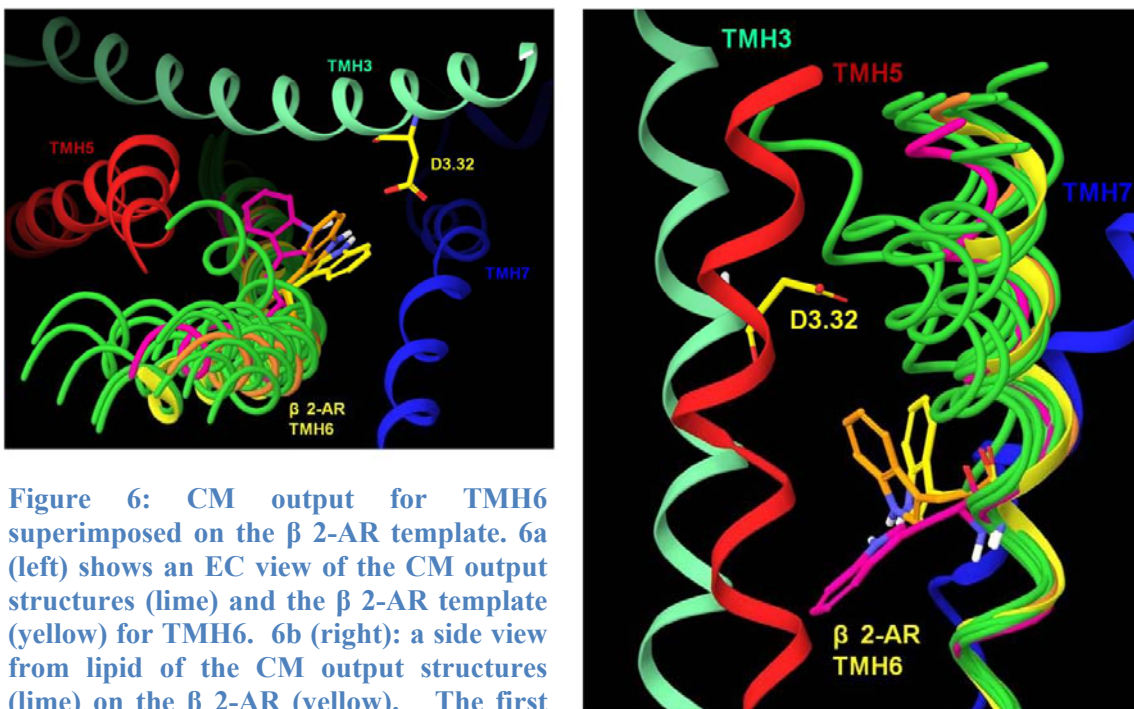 TMH3
TMH5
D3.32
TMH7
β 2-AR
TMH6
Figure 6: CM output for TMH6
superimposed on the β 2-AR template. 6a
(left) shows an EC view of the CM output
structures (lime) and the β 2-AR template
(yellow) for TMH6. 6b (right): a side view
from lipid of the CM output structures
(lime) on the β 2-AR (yellow). The first
TMH3
TMH5
TMH7
D3.32
β 2-AR
TMH6